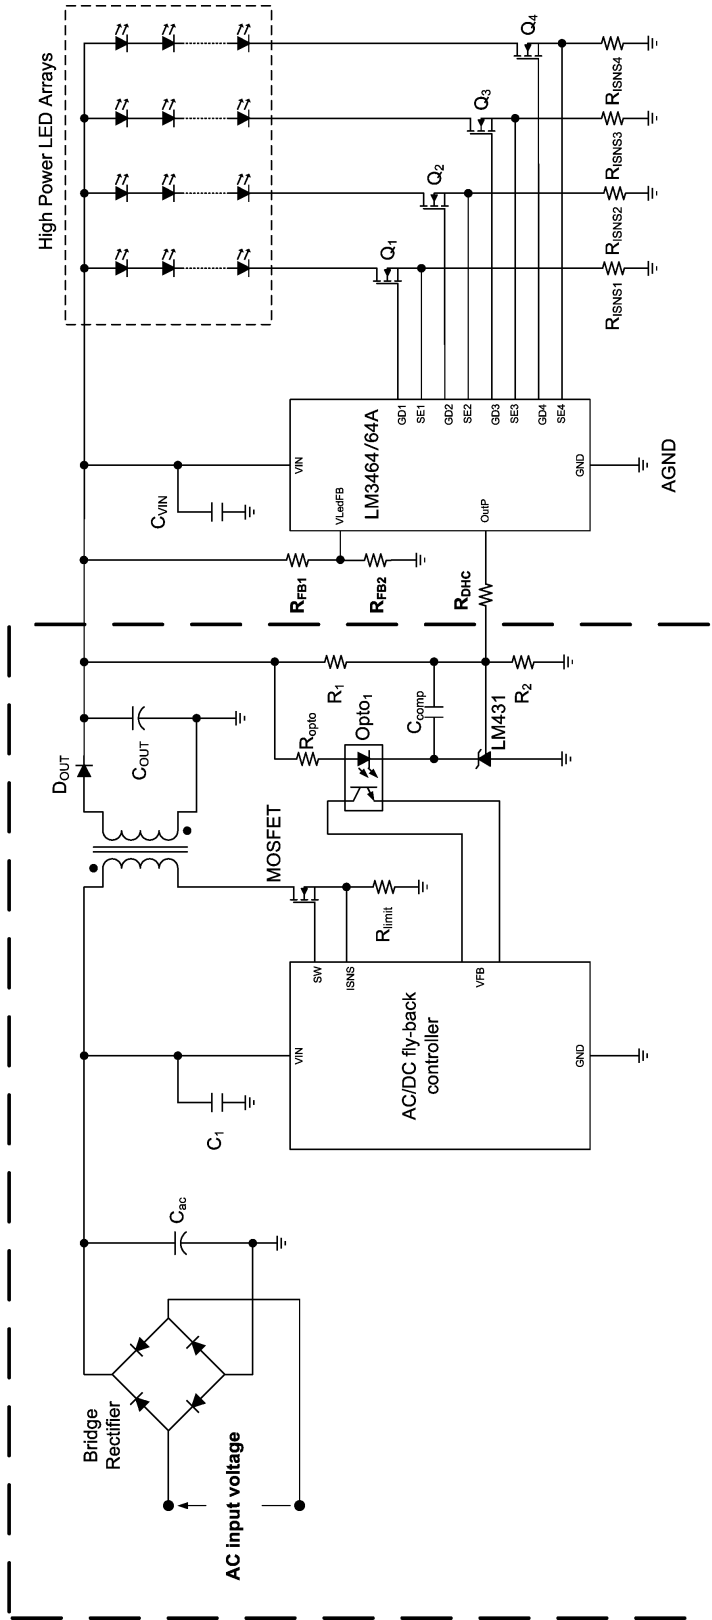 High Power LED Arrays
Q4
Q3
Q2
Q1
RISNS4
RISNS3
RISNS2
RISNS1
LM3464/64A
VIN
VLedFB
OutP
GND
GD1
SE1
GD2
SE2
GD3
SE3
GD4
SE4
AGND
CVIN
RFB1
RFB2
RDHC
DOUT
COUT
R1
R2
Ropto
Opto1
Ccomp
LM431
MOSFET
Rlimit
AC/DC fly-back
controller
VIN
SW
ISNS
VFB
GND
C1
Cac
Bridge
Rectifier
AC input voltage